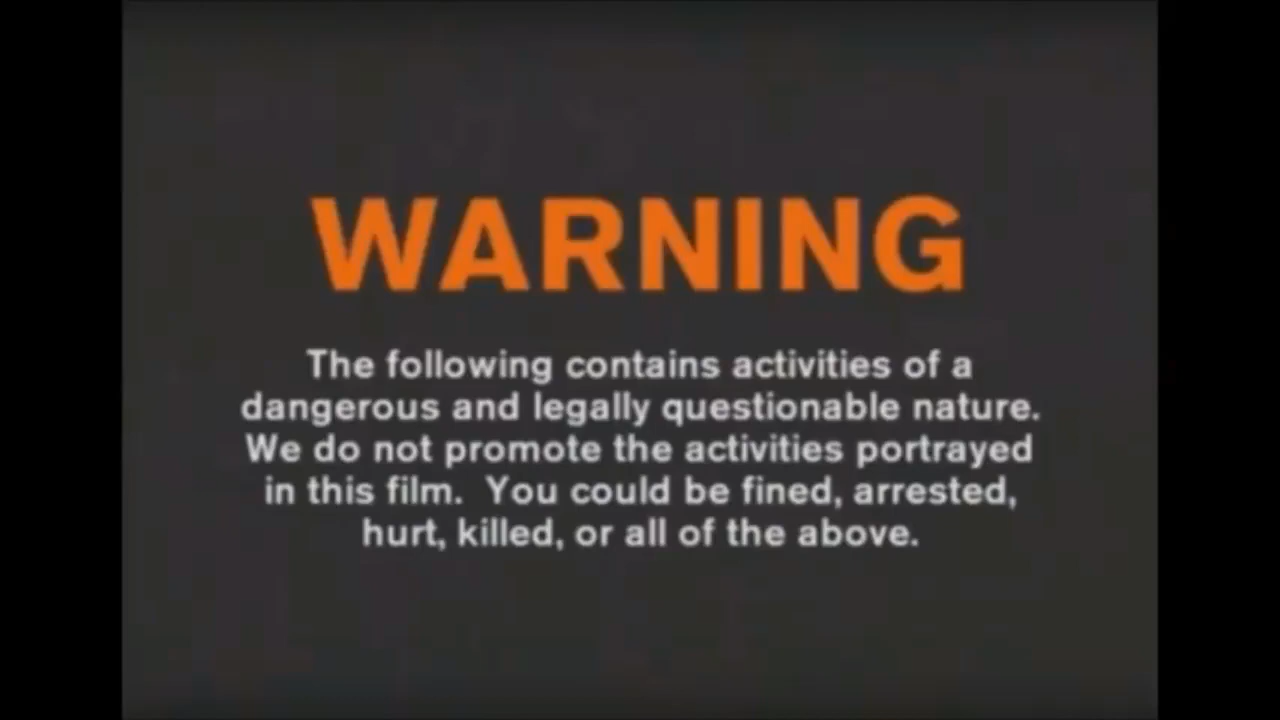 WARNING
The following contains activities of a
dangerous and legally questionable nature.
We do not promote the activities portrayed
in this film.  You could be fined, arrested,
hurt, killed, or all of the above.